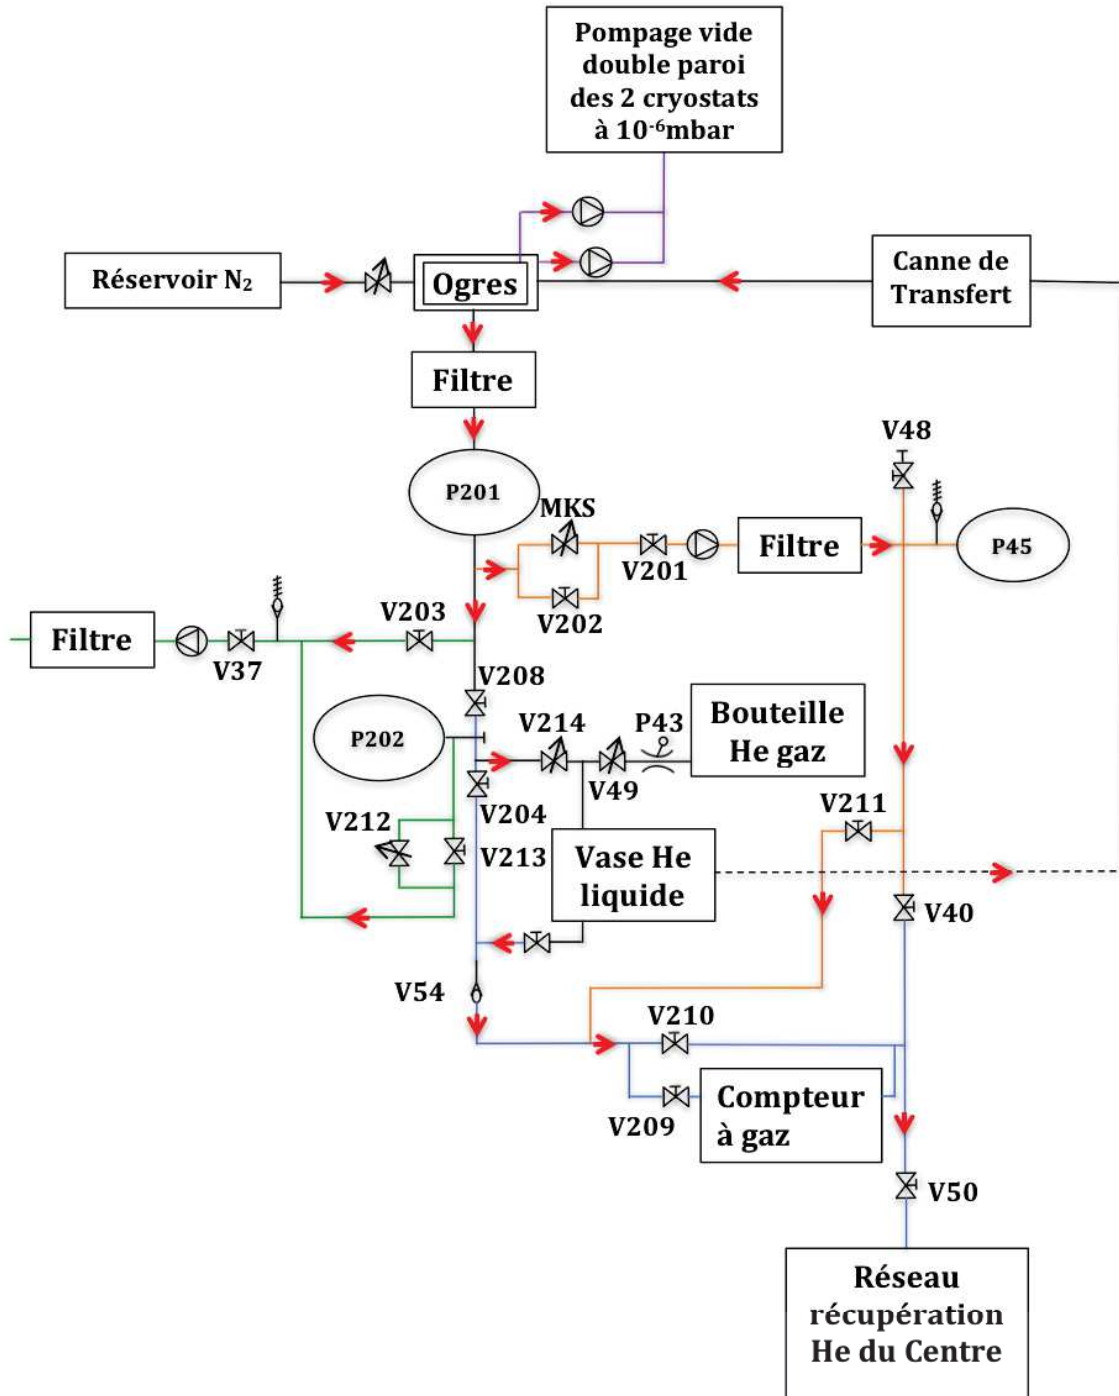 Pompage vide
double paroi
des 2 cryostats
à 10⁻⁶mbar
Réservoir N₂
Ogres
Canne de
Transfert
Filtre
V48
P201
MKS
Filtre
P45
V201
V202
V203
Filtre
V37
V208
P202
V214
P43
Bouteille
He gaz
V49
V204
V211
V212
V213
Vase He
liquide
V40
V54
V210
Compteur
à gaz
V209
V50
Réseau
récupération
He du Centre